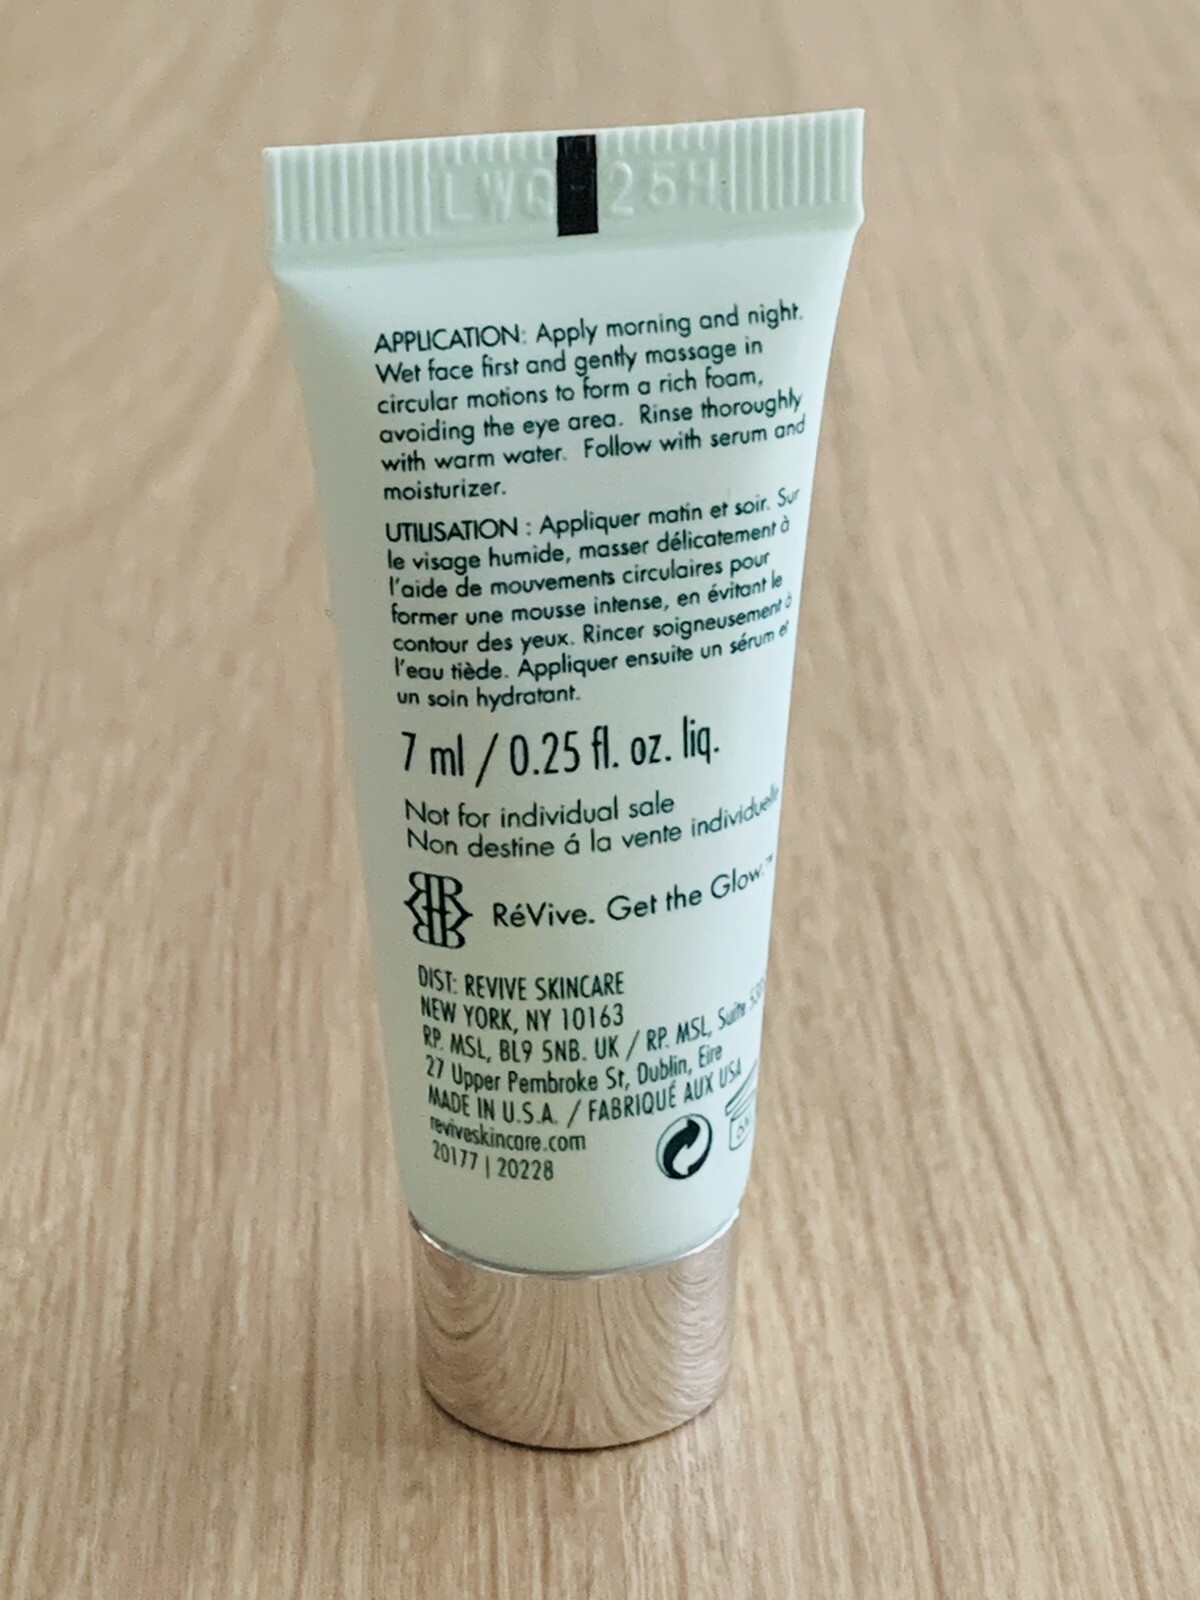 LWQ 25H
APPLICATION: Apply morning and night.
Wet face first and gently massage in
circular motions to form a rich foam,
avoiding the eye area. Rinse thoroughly
with warm water. Follow with serum and
moisturizer.
UTILISATION : Appliquer matin et soir. Sur
le visage humide, masser délicatement à
l'aide de mouvements circulaires pour
former une mousse intense, en évitant le
contour des yeux. Rincer soigneusement à
l'eau tiède. Appliquer ensuite un sérum et
un soin hydratant.
7 ml / 0.25 fl. oz. liq.
Not for individual sale
Non destine á la vente individuelle
RéVive. Get the Glow.™
DIST: REVIVE SKINCARE
NEW YORK, NY 10163
RP. MSL, BL9 5NB. UK / RP. MSL, Suite
27 Upper Pembroke St, Dublin, Eire
MADE IN U.S.A. / FABRIQUÉ AUX USA
reviveskincare.com
20177 | 20228